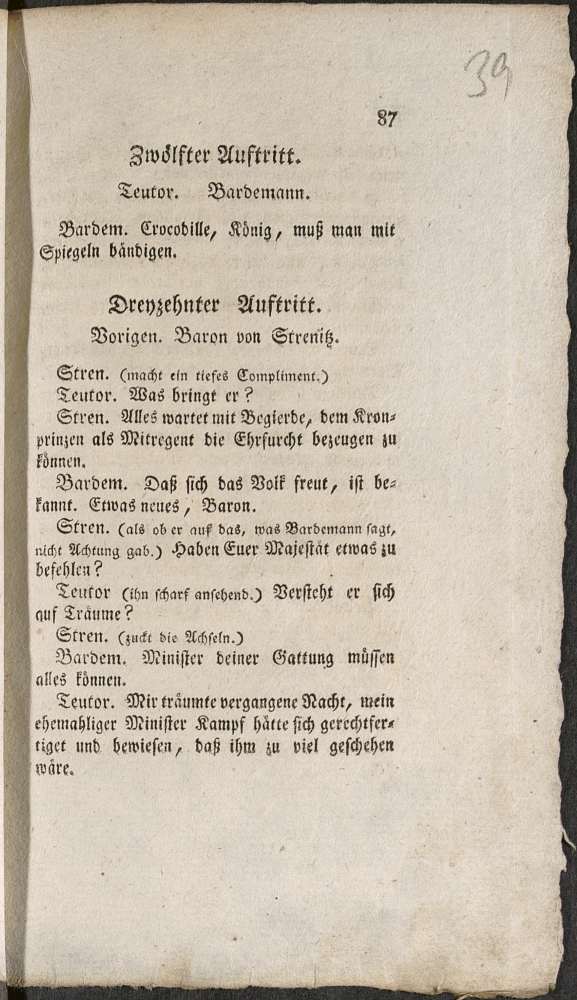 39
87
Zwölfter Auftritt.
Teutor. Bardemann.
Bardem. Crocodille, König, muß man mit
Spiegeln bändigen.
Dreyzehnter Auftritt.
Vorigen. Baron von Strenitz.
Stren. (macht ein tiefes Compliment.)
Teutor. Was bringt er?
Stren. Alles wartet mit Begierde, dem Kron-
prinzen als Mitregent die Ehrfurcht bezeugen zu
können.
Bardem. Daß sich das Volk freut, ist be-
kannt. Etwas neues, Baron.
Stren. (als ob er auf das, was Bardemann sagt,
nicht Achtung gab.) Haben Euer Majestät etwas zu
befehlen?
Teutor (ihn scharf ansehend.) Versteht er sich
auf Träume?
Stren. (zuckt die Achseln.)
Bardem. Minister deiner Gattung müssen
alles können.
Teutor. Mir träumte vergangene Nacht, mein
ehemahliger Minister Kampf hätte sich gerechtfer-
tiget und bewiesen, daß ihm zu viel geschehen
wäre.